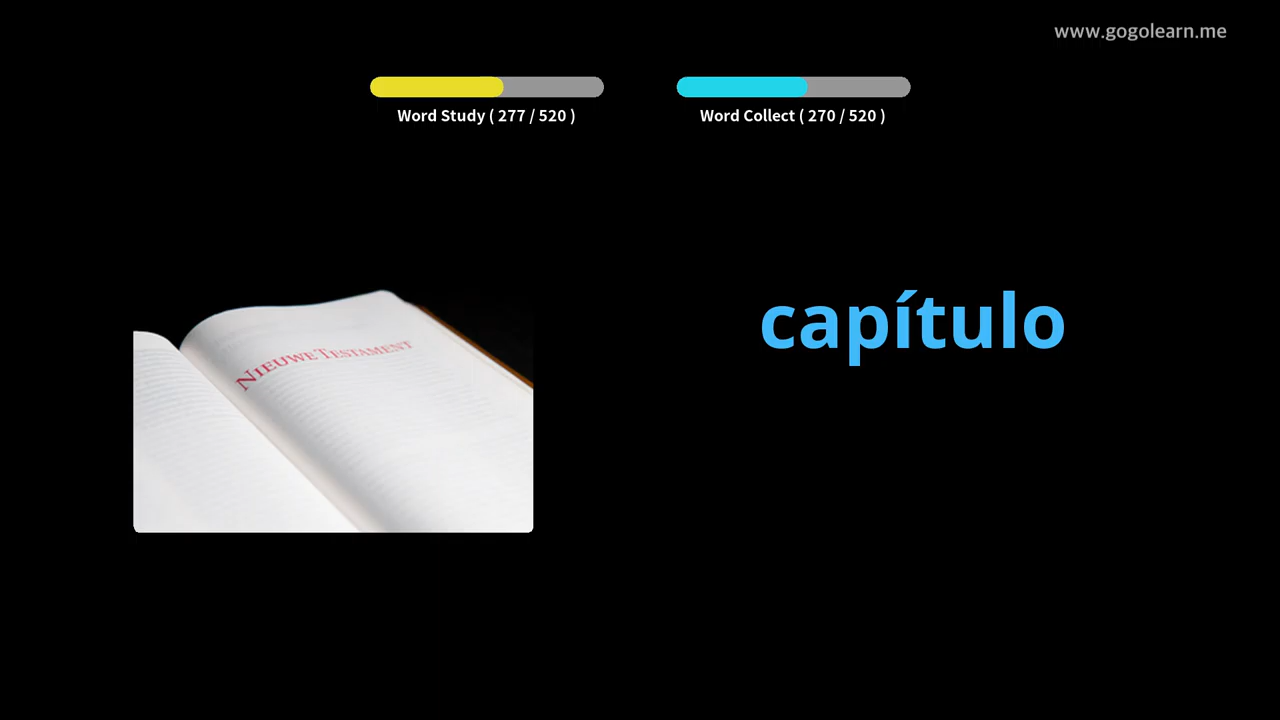 www.gogolearn.me
Word Study ( 277 / 520 )
Word Collect ( 270 / 520 )
NIEUWE TESTAMENT
capítulo